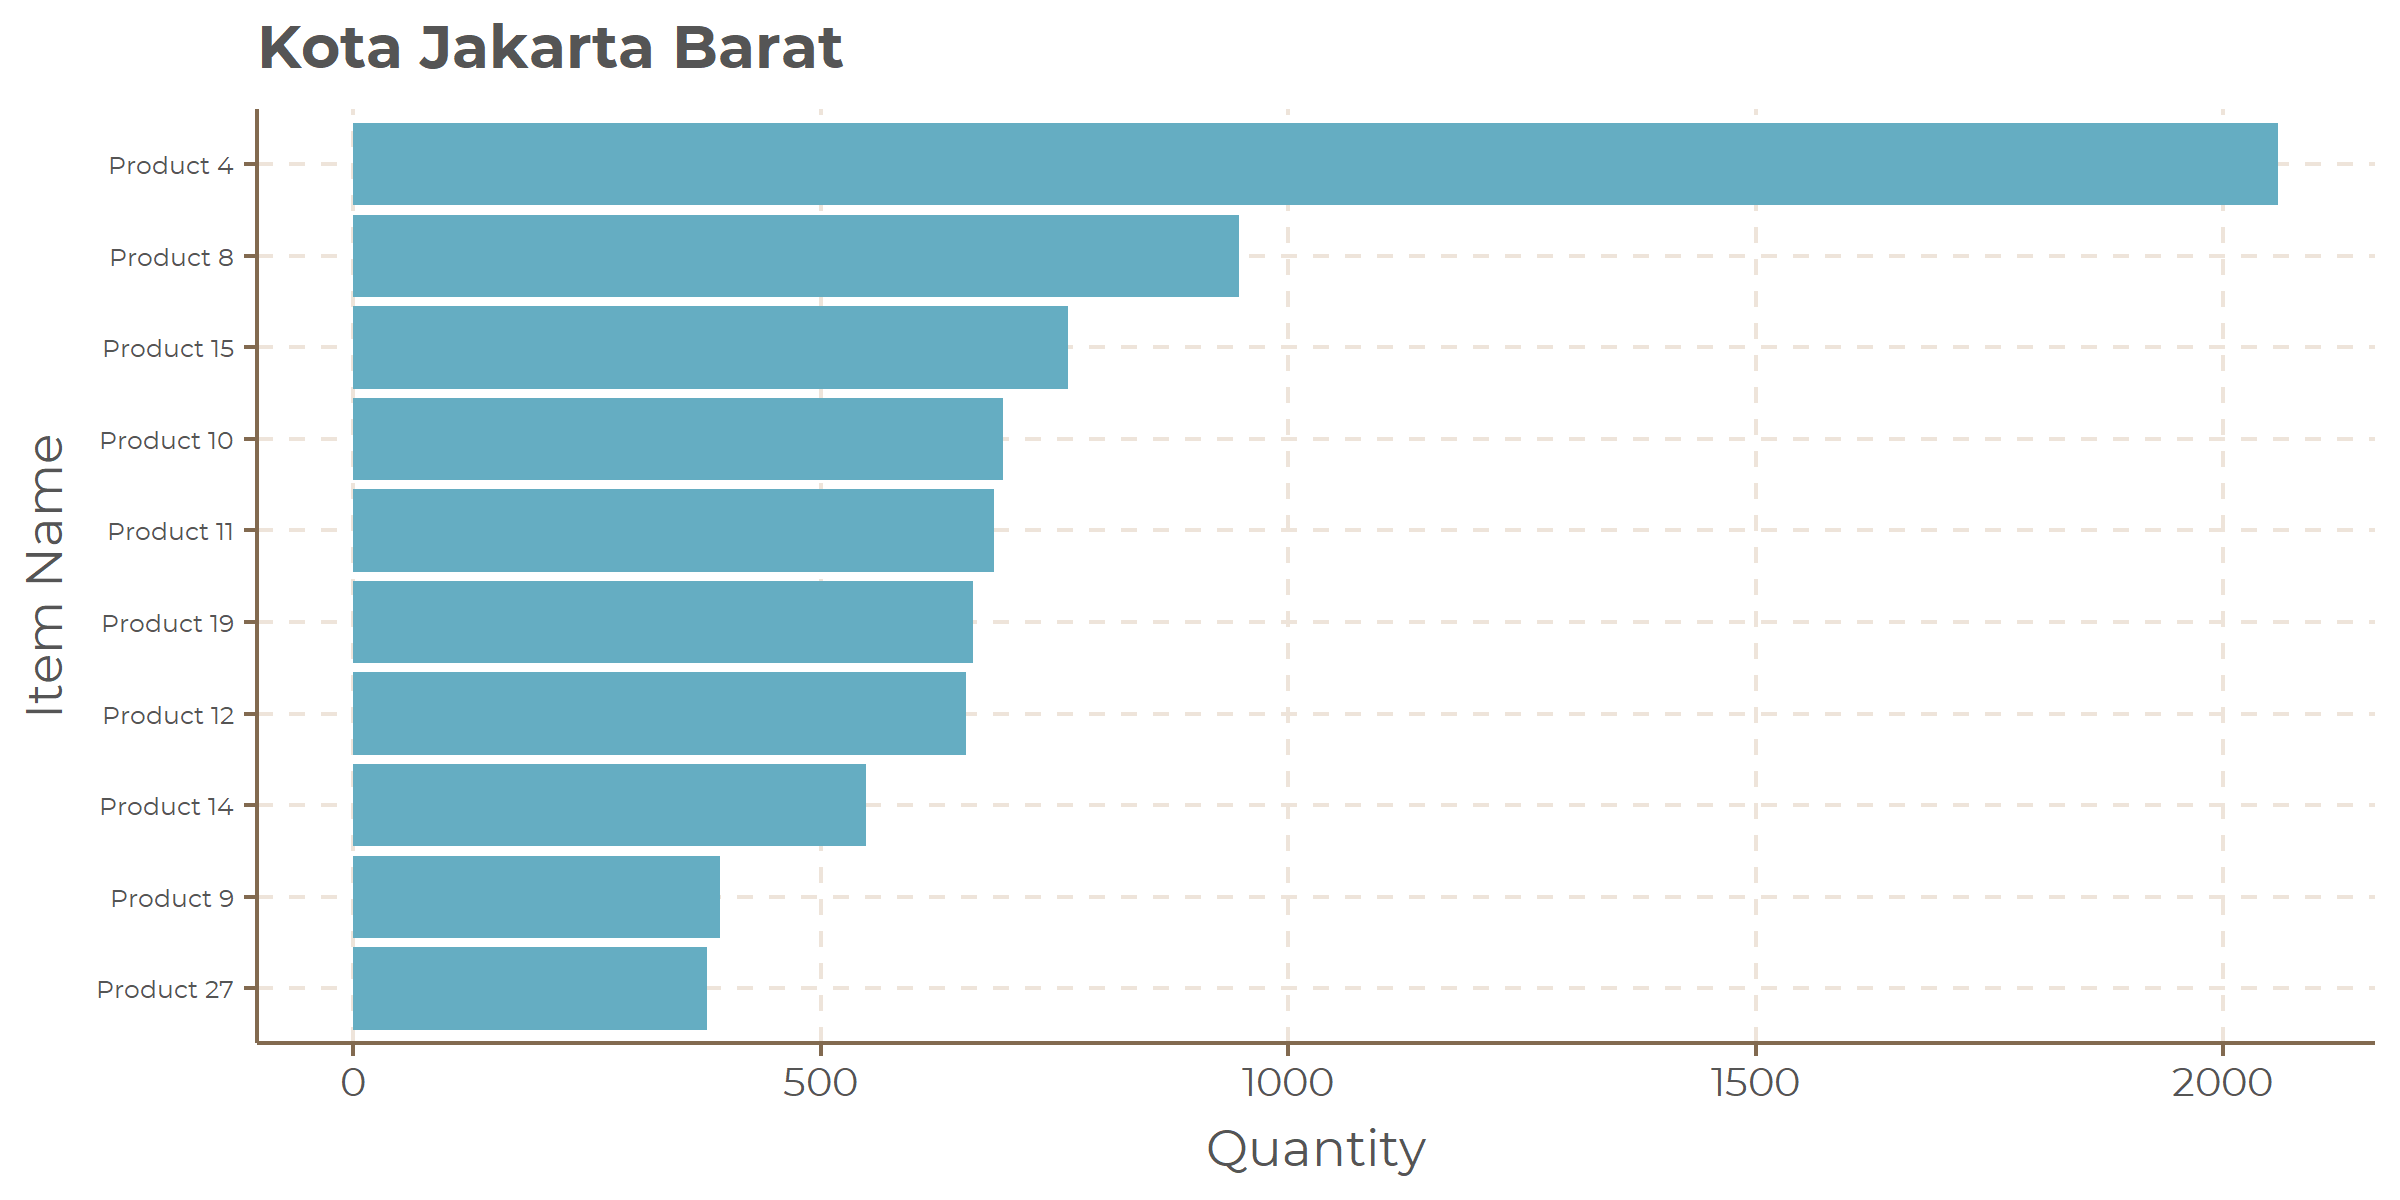 Kota Jakarta Barat
Item Name
Product 4
Product 8
Product 15
Product 10
Product 11
Product 19
Product 12
Product 14
Product 9
Product 27
0 500 1000 1500 2000
Quantity